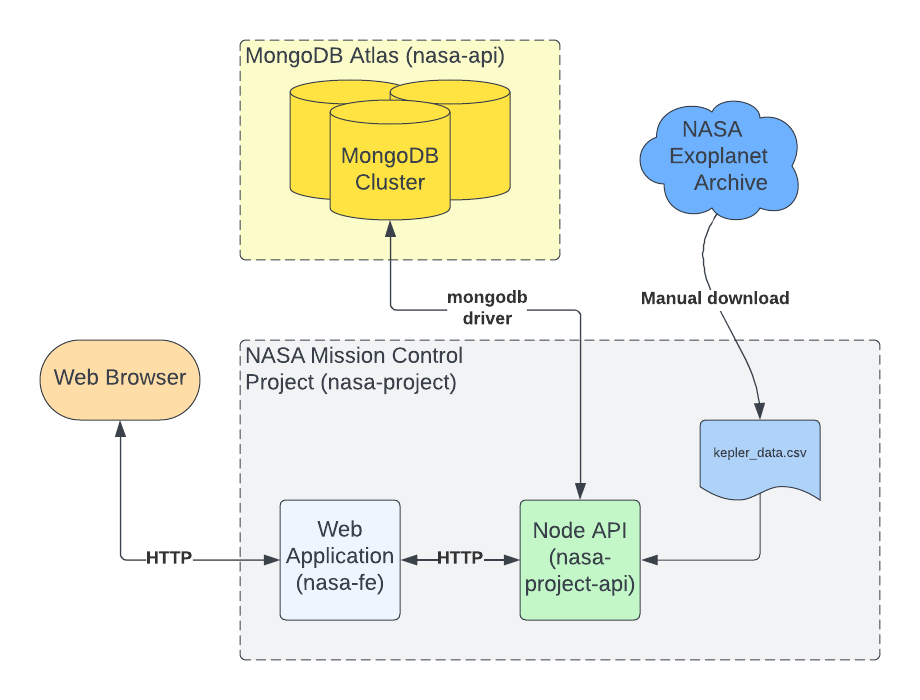 MongoDB Atlas (nasa-api)
MongoDB
Cluster
NASA
Exoplanet
Archive
mongodb
driver
Manual download
NASA Mission Control
Project (nasa-project)
Web Browser
kepler_data.csv
Web
Application
(nasa-fe)
Node API
(nasa-
project-api)
HTTP
HTTP